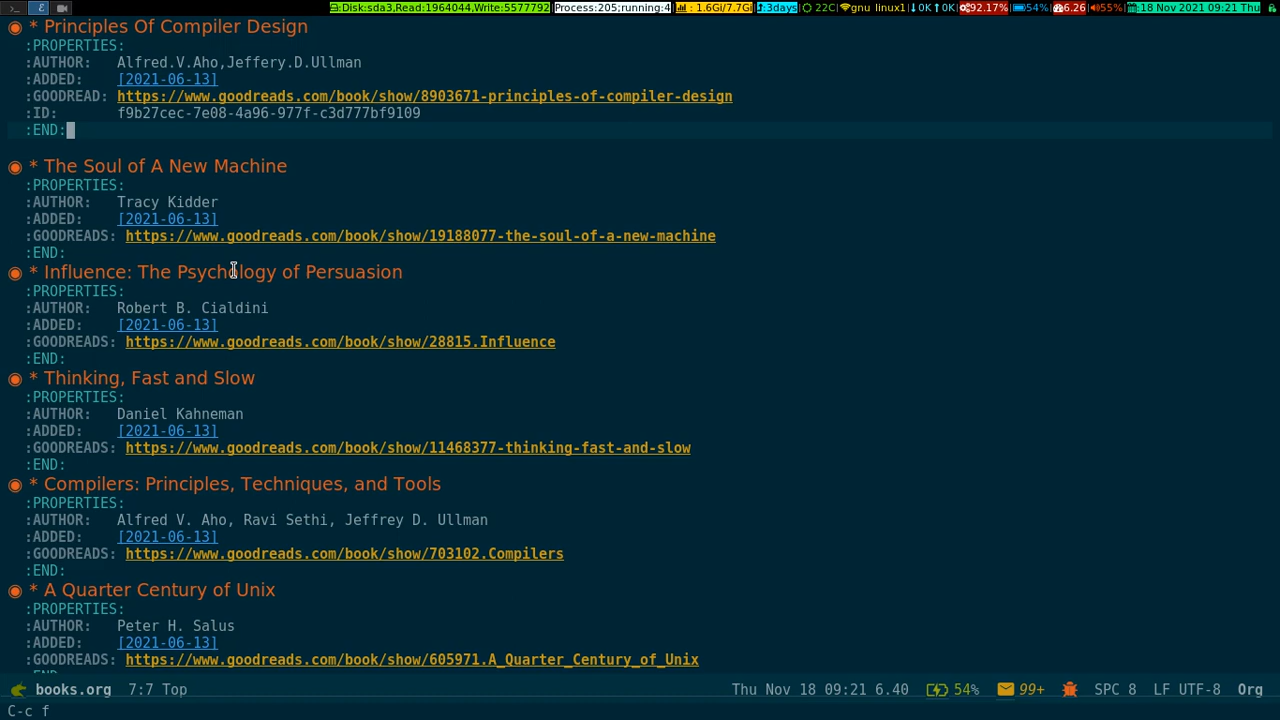 Disk:sda3,Read:1964044,Write:5577792 Process:205;running:4 : 1.6Gi/7.7Gi :3days 22C gnu linux1 ↓0K ↑0K 92.17% 54% 6.26 55% 18 Nov 2021 09:21 Thu
* Principles Of Compiler Design
:PROPERTIES:
:AUTHOR: Alfred.V.Aho,Jeffery.D.Ullman
:ADDED: [2021-06-13]
:GOODREAD: https://www.goodreads.com/book/show/8903671-principles-of-compiler-design
:ID: f9b27cec-7e08-4a96-977f-c3d777bf9109
:END:
* The Soul of A New Machine
:PROPERTIES:
:AUTHOR: Tracy Kidder
:ADDED: [2021-06-13]
:GOODREADS: https://www.goodreads.com/book/show/19188077-the-soul-of-a-new-machine
:END:
* Influence: The Psychology of Persuasion
:PROPERTIES:
:AUTHOR: Robert B. Cialdini
:ADDED: [2021-06-13]
:GOODREADS: https://www.goodreads.com/book/show/28815.Influence
:END:
* Thinking, Fast and Slow
:PROPERTIES:
:AUTHOR: Daniel Kahneman
:ADDED: [2021-06-13]
:GOODREADS: https://www.goodreads.com/book/show/11468377-thinking-fast-and-slow
:END:
* Compilers: Principles, Techniques, and Tools
:PROPERTIES:
:AUTHOR: Alfred V. Aho, Ravi Sethi, Jeffrey D. Ullman
:ADDED: [2021-06-13]
:GOODREADS: https://www.goodreads.com/book/show/703102.Compilers
:END:
* A Quarter Century of Unix
:PROPERTIES:
:AUTHOR: Peter H. Salus
:ADDED: [2021-06-13]
:GOODREADS: https://www.goodreads.com/book/show/605971.A_Quarter_Century_of_Unix
books.org 7:7 Top Thu Nov 18 09:21 6.40 54% 99+ SPC 8 LF UTF-8 Org
C-c f